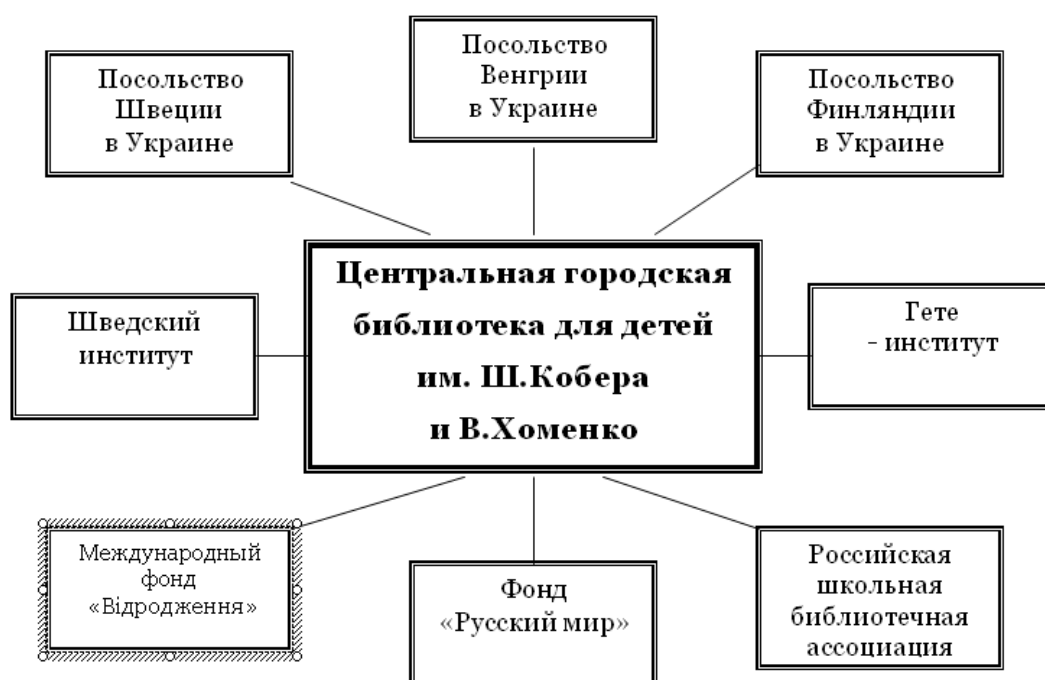 Посольство
Швеции
в Украине
Посольство
Венгрии
в Украине
Посольство
Финляндии
в Украине
Шведский
институт
Центральная городская
библиотека для детей
им. Ш.Кобера
и В.Хоменко
Гете
- институт
Международный
фонд
«Відродження»
Фонд
«Русский мир»
Российская
школьная
библиотечная
ассоциация